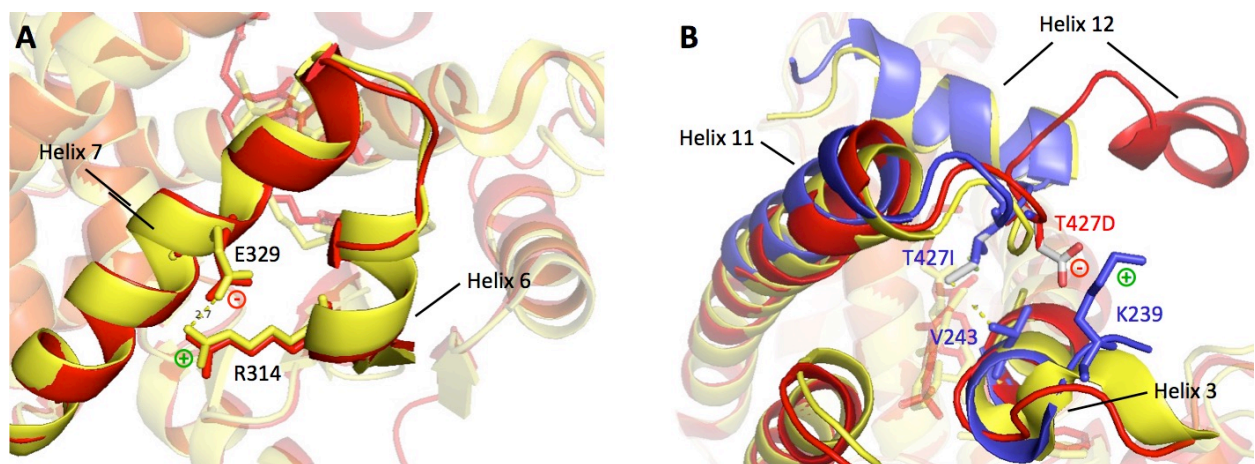 A
Helix 7
E329
⊖
2.7
⊕
R314
Helix 6
B
Helix 12
Helix 11
T427D
T427I
⊖
⊕
K239
V243
Helix 3